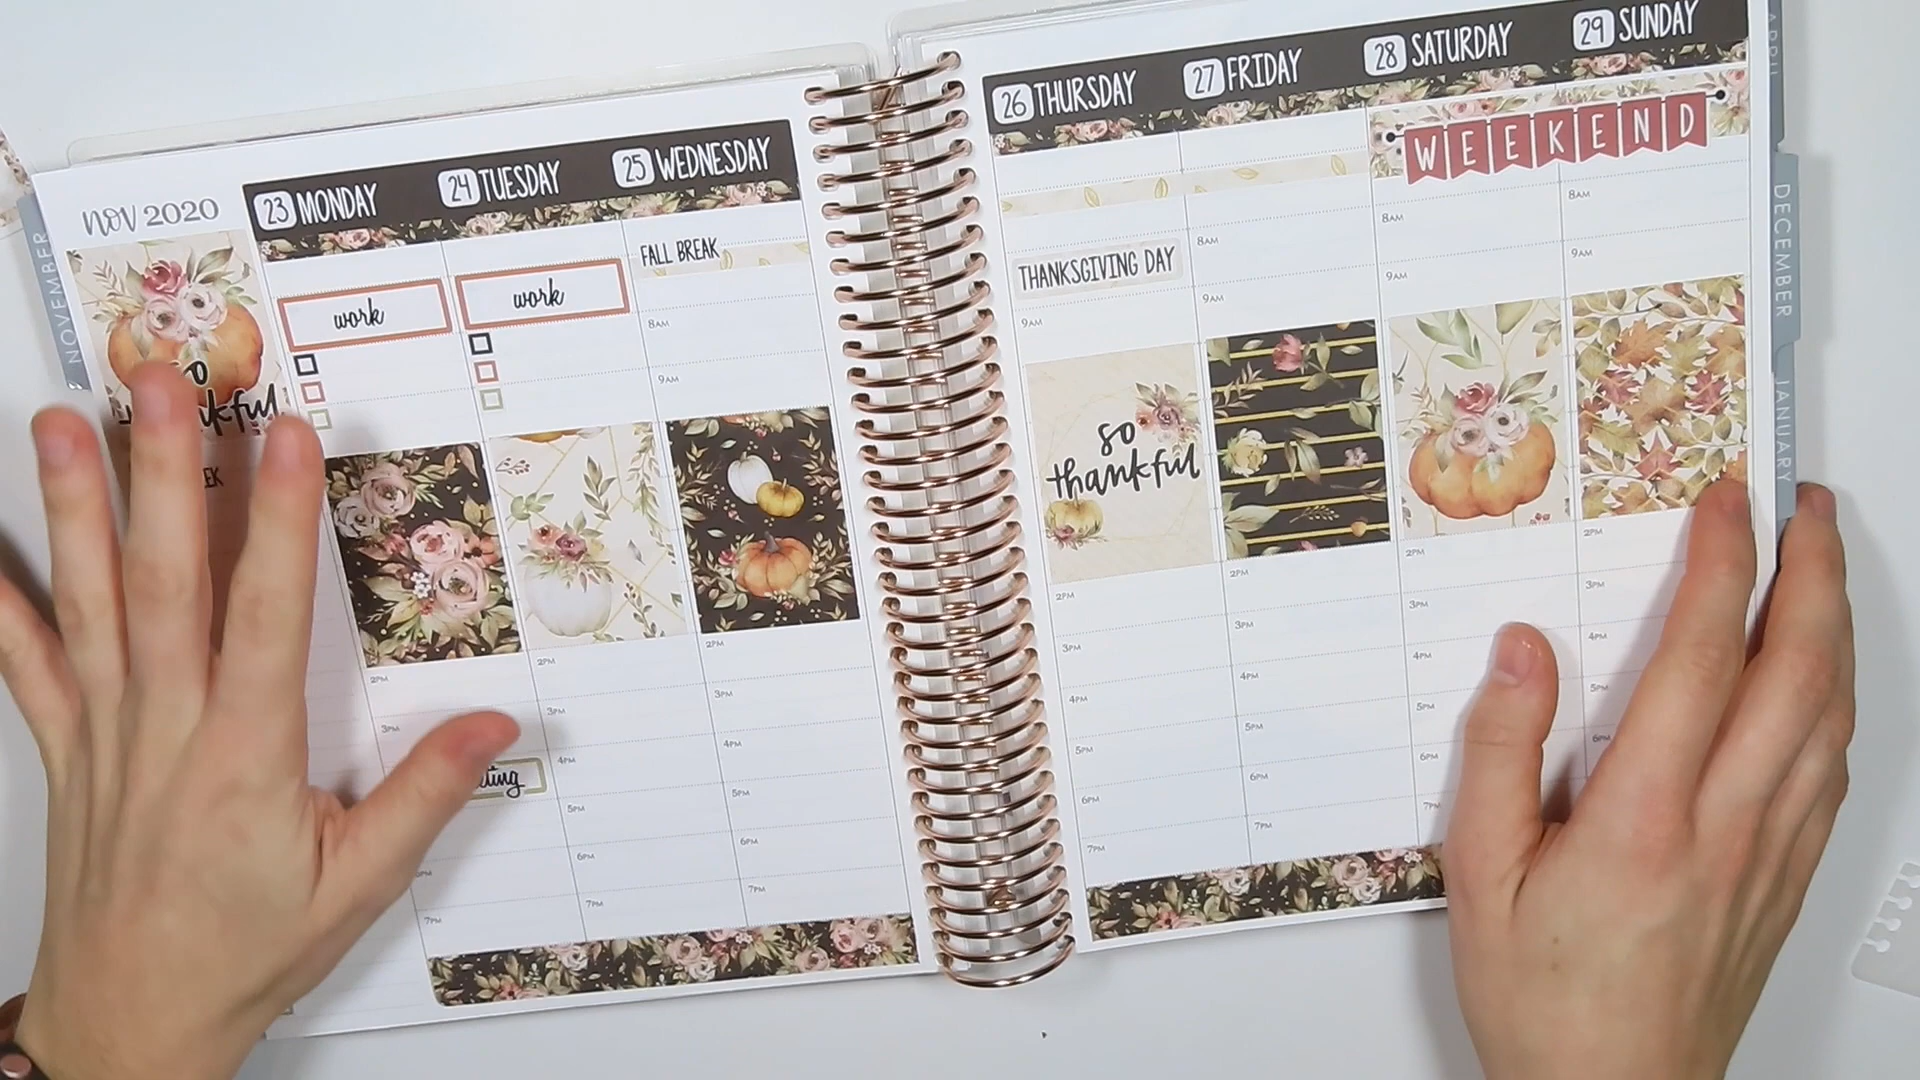 NOV 2020
NOVEMBER
23 MONDAY
24 TUESDAY
25 WEDNESDAY
work
work
FALL BREAK
8AM
9AM
so
2PM
3PM
7PM
2PM
3PM
4PM
5PM
6PM
7PM
2PM
3PM
4PM
5PM
6PM
7PM
26 THURSDAY
27 FRIDAY
28 SATURDAY
29 SUNDAY
WEEKEND
THANKSGIVING DAY
9AM
so
thankful
2PM
3PM
4PM
5PM
6PM
7PM
8AM
9AM
2PM
3PM
4PM
5PM
6PM
7PM
8AM
9AM
2PM
3PM
4PM
5PM
6PM
7PM
8AM
9AM
2PM
3PM
4PM
5PM
6PM
APRIL
DECEMBER
JANUARY